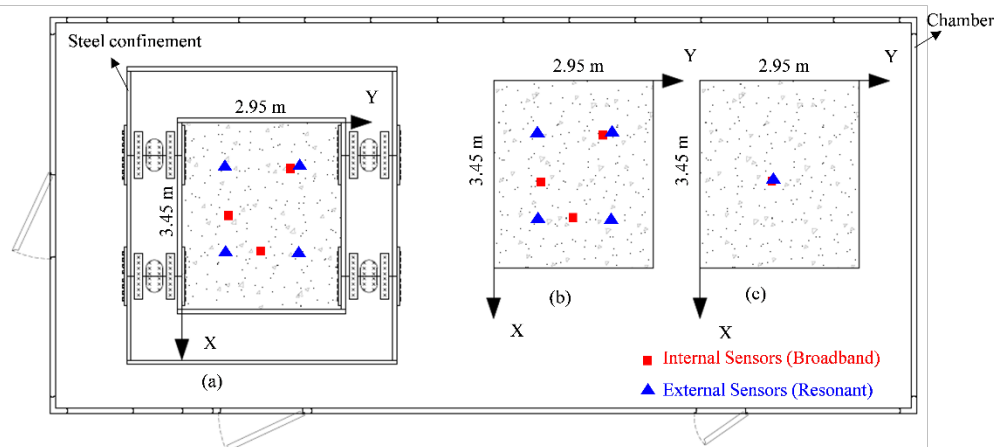 Chamber
Steel confinement
2.95 m
Y
3.45 m
X
(a)
2.95 m
Y
3.45 m
X
(b)
2.95 m
Y
3.45 m
X
(c)
Internal Sensors (Broadband)
External Sensors (Resonant)